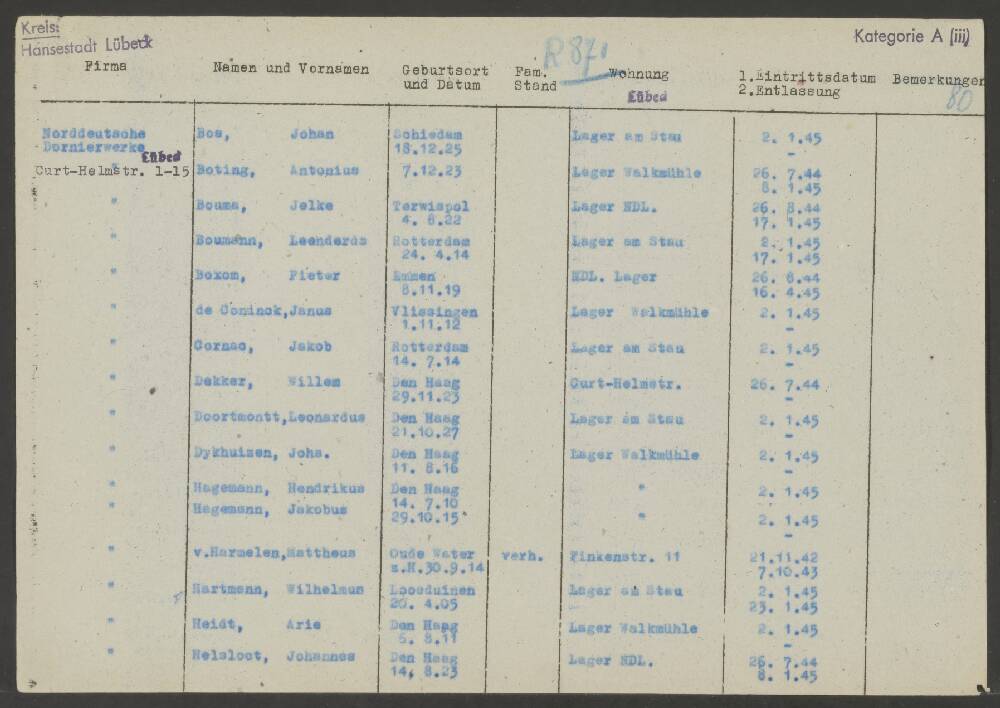 Kreis:
Hansestadt Lübeck
Kategorie A (iii)
R 871
Firma Namen und Vornamen Geburtsort Fam. Wohnung 1.Eintrittsdatum Bemerkungen
und Datum Stand Lübeck 2.Entlassung 80
Norddeutsche Bos, Johan Schiedam Lager am Stau 2. 1.45
Dornierwerke Lübeck 18.12.25 -
Curt-Helmstr. 1-15 Boting, Antonius 7.12.23 Lager Walkmühle 26. 7.44
8. 1.45
" Bouma, Jelke Terwispol Lager NDL. 26. 8.44
4. 8.22 17. 1.45
" Boumann, Leenderds Rotterdam Lager am Stau 2. 1.45
24. 4.14 17. 1.45
" Boxom, Pieter Emmen NDL. Lager 26. 8.44
8.11.19 16. 4.45
" de Coninck, Janus Vlissingen Lager Walkmühle 2. 1.45
1.11.12 -
" Cornac, Jakob Rotterdam Lager am Stau 2. 1.45
14. 7.14 -
" Dekker, Willem Den Haag Curt-Helmstr. 26. 7.44
29.11.23 -
" Doortmontt, Leonardus Den Haag Lager am Stau 2. 1.45
21.10.27 -
" Dykhuizen, Johs. Den Haag Lager Walkmühle 2. 1.45
11. 8.16 -
" Hagemann, Hendrikus Den Haag " 2. 1.45
14. 7.10 -
" Hagemann, Jakobus 29.10.15 " 2. 1.45
-
" v.Harmelen, Mattheus Oude Water verh. Finkenstr. 11 21.11.42
z.H.30.9.14 7.10.43
" Hartmann, Wilhelmus Loosduinen Lager am Stau 2. 1.45
20. 4.05 23. 1.45
" Heidt, Arie Den Haag Lager Walkmühle 2. 1.45
5. 8.11 -
" Helsloot, Johannes Den Haag Lager NDL. 26. 7.44
14. 8.23 8. 1.45